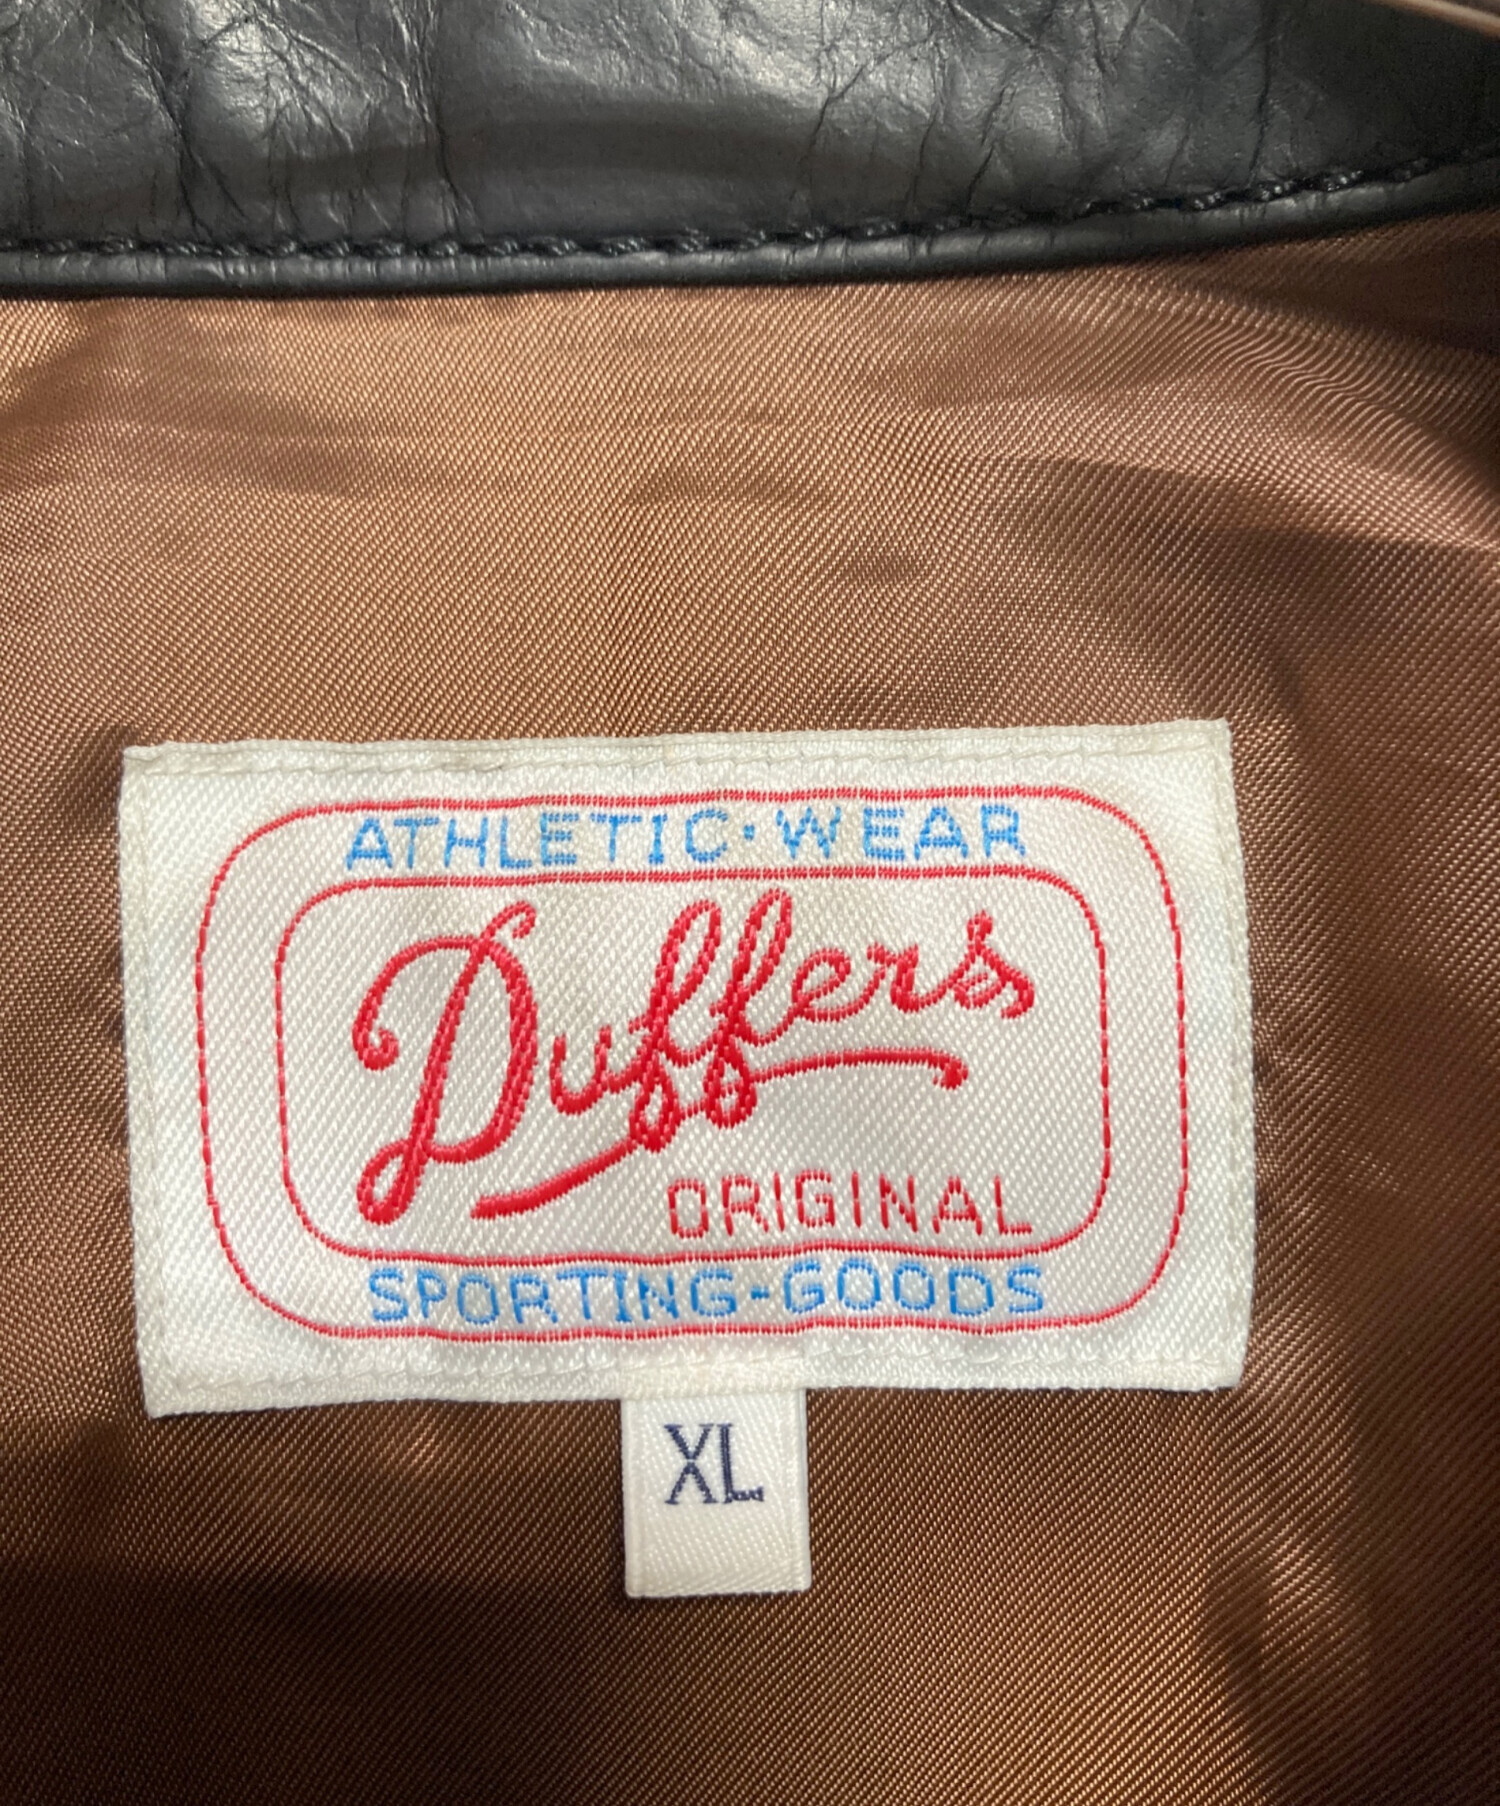 ATHLETIC·WEAR
Duffers
ORIGINAL
SPORTING-GOODS
XL